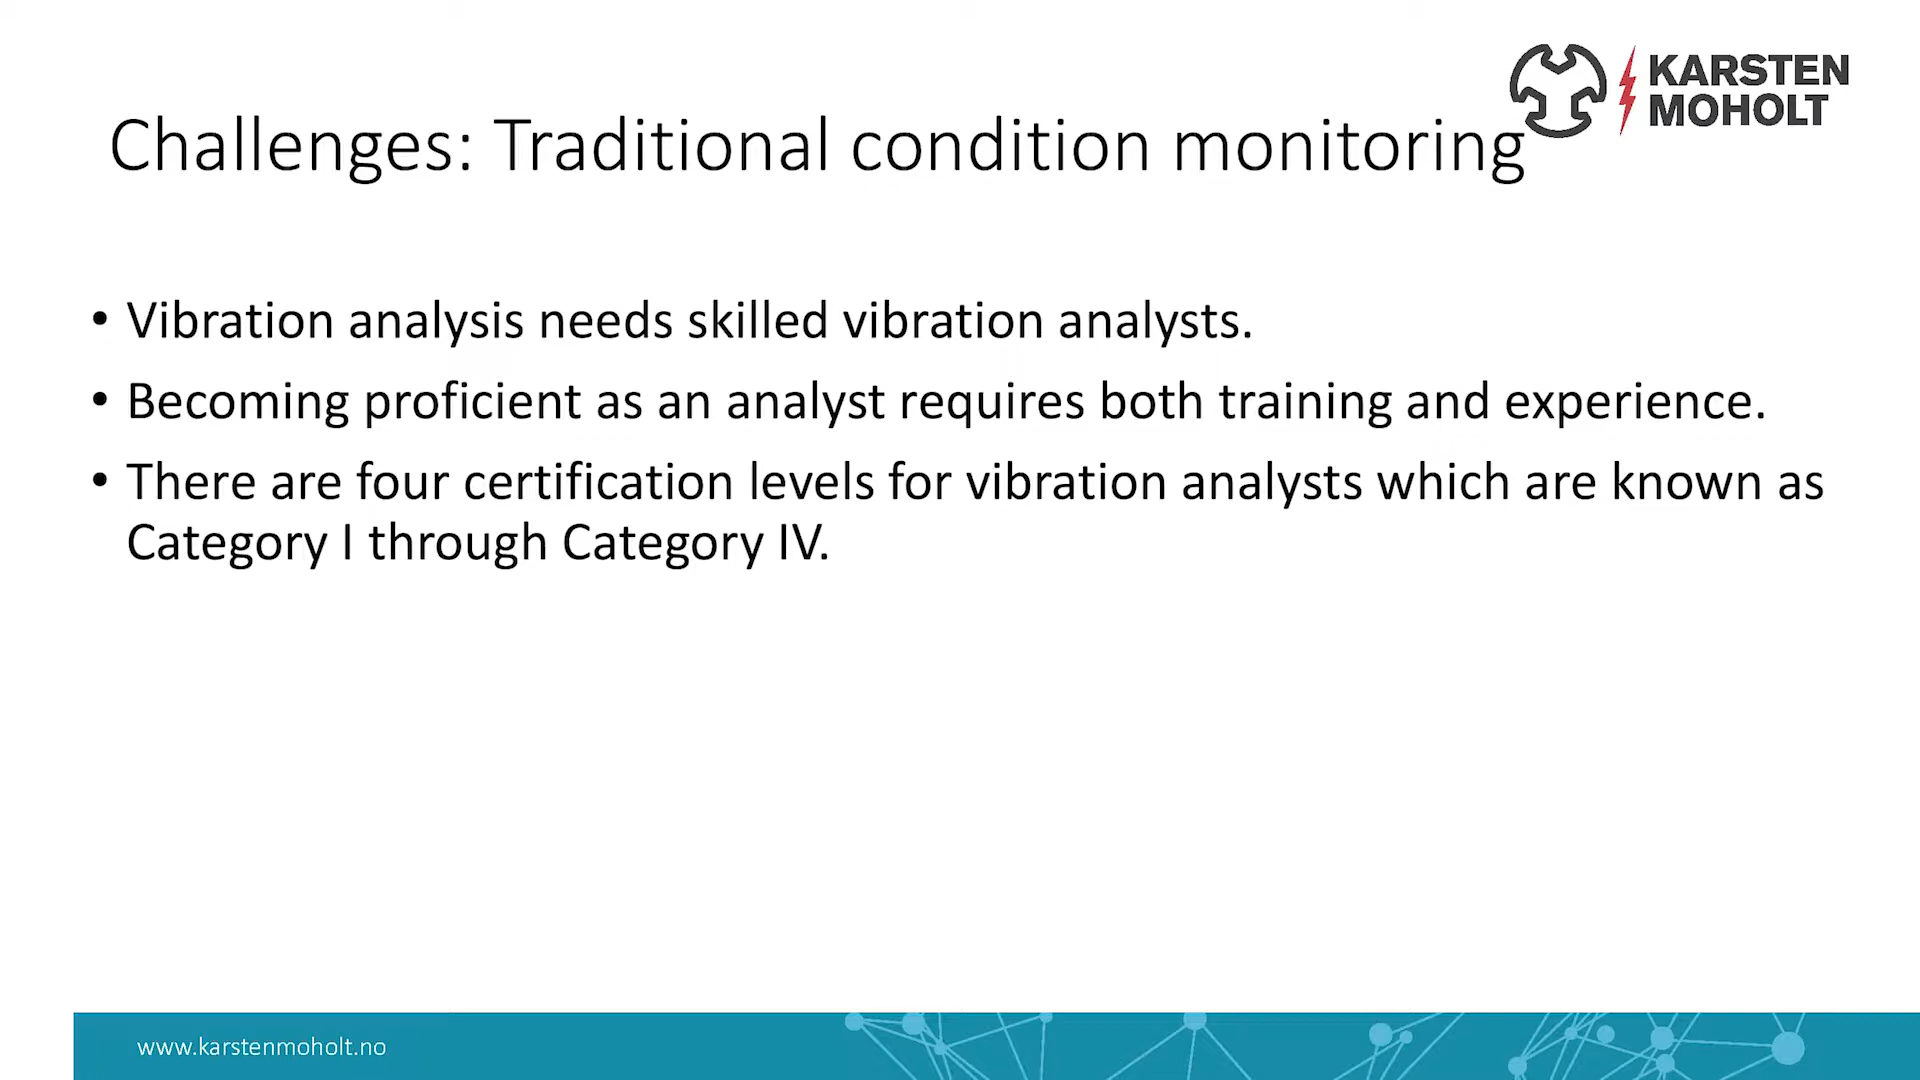 KARSTEN
MOHOLT
Challenges: Traditional condition monitoring
• Vibration analysis needs skilled vibration analysts.
• Becoming proficient as an analyst requires both training and experience.
• There are four certification levels for vibration analysts which are known as
Category I through Category IV.
www.karstenmoholt.no